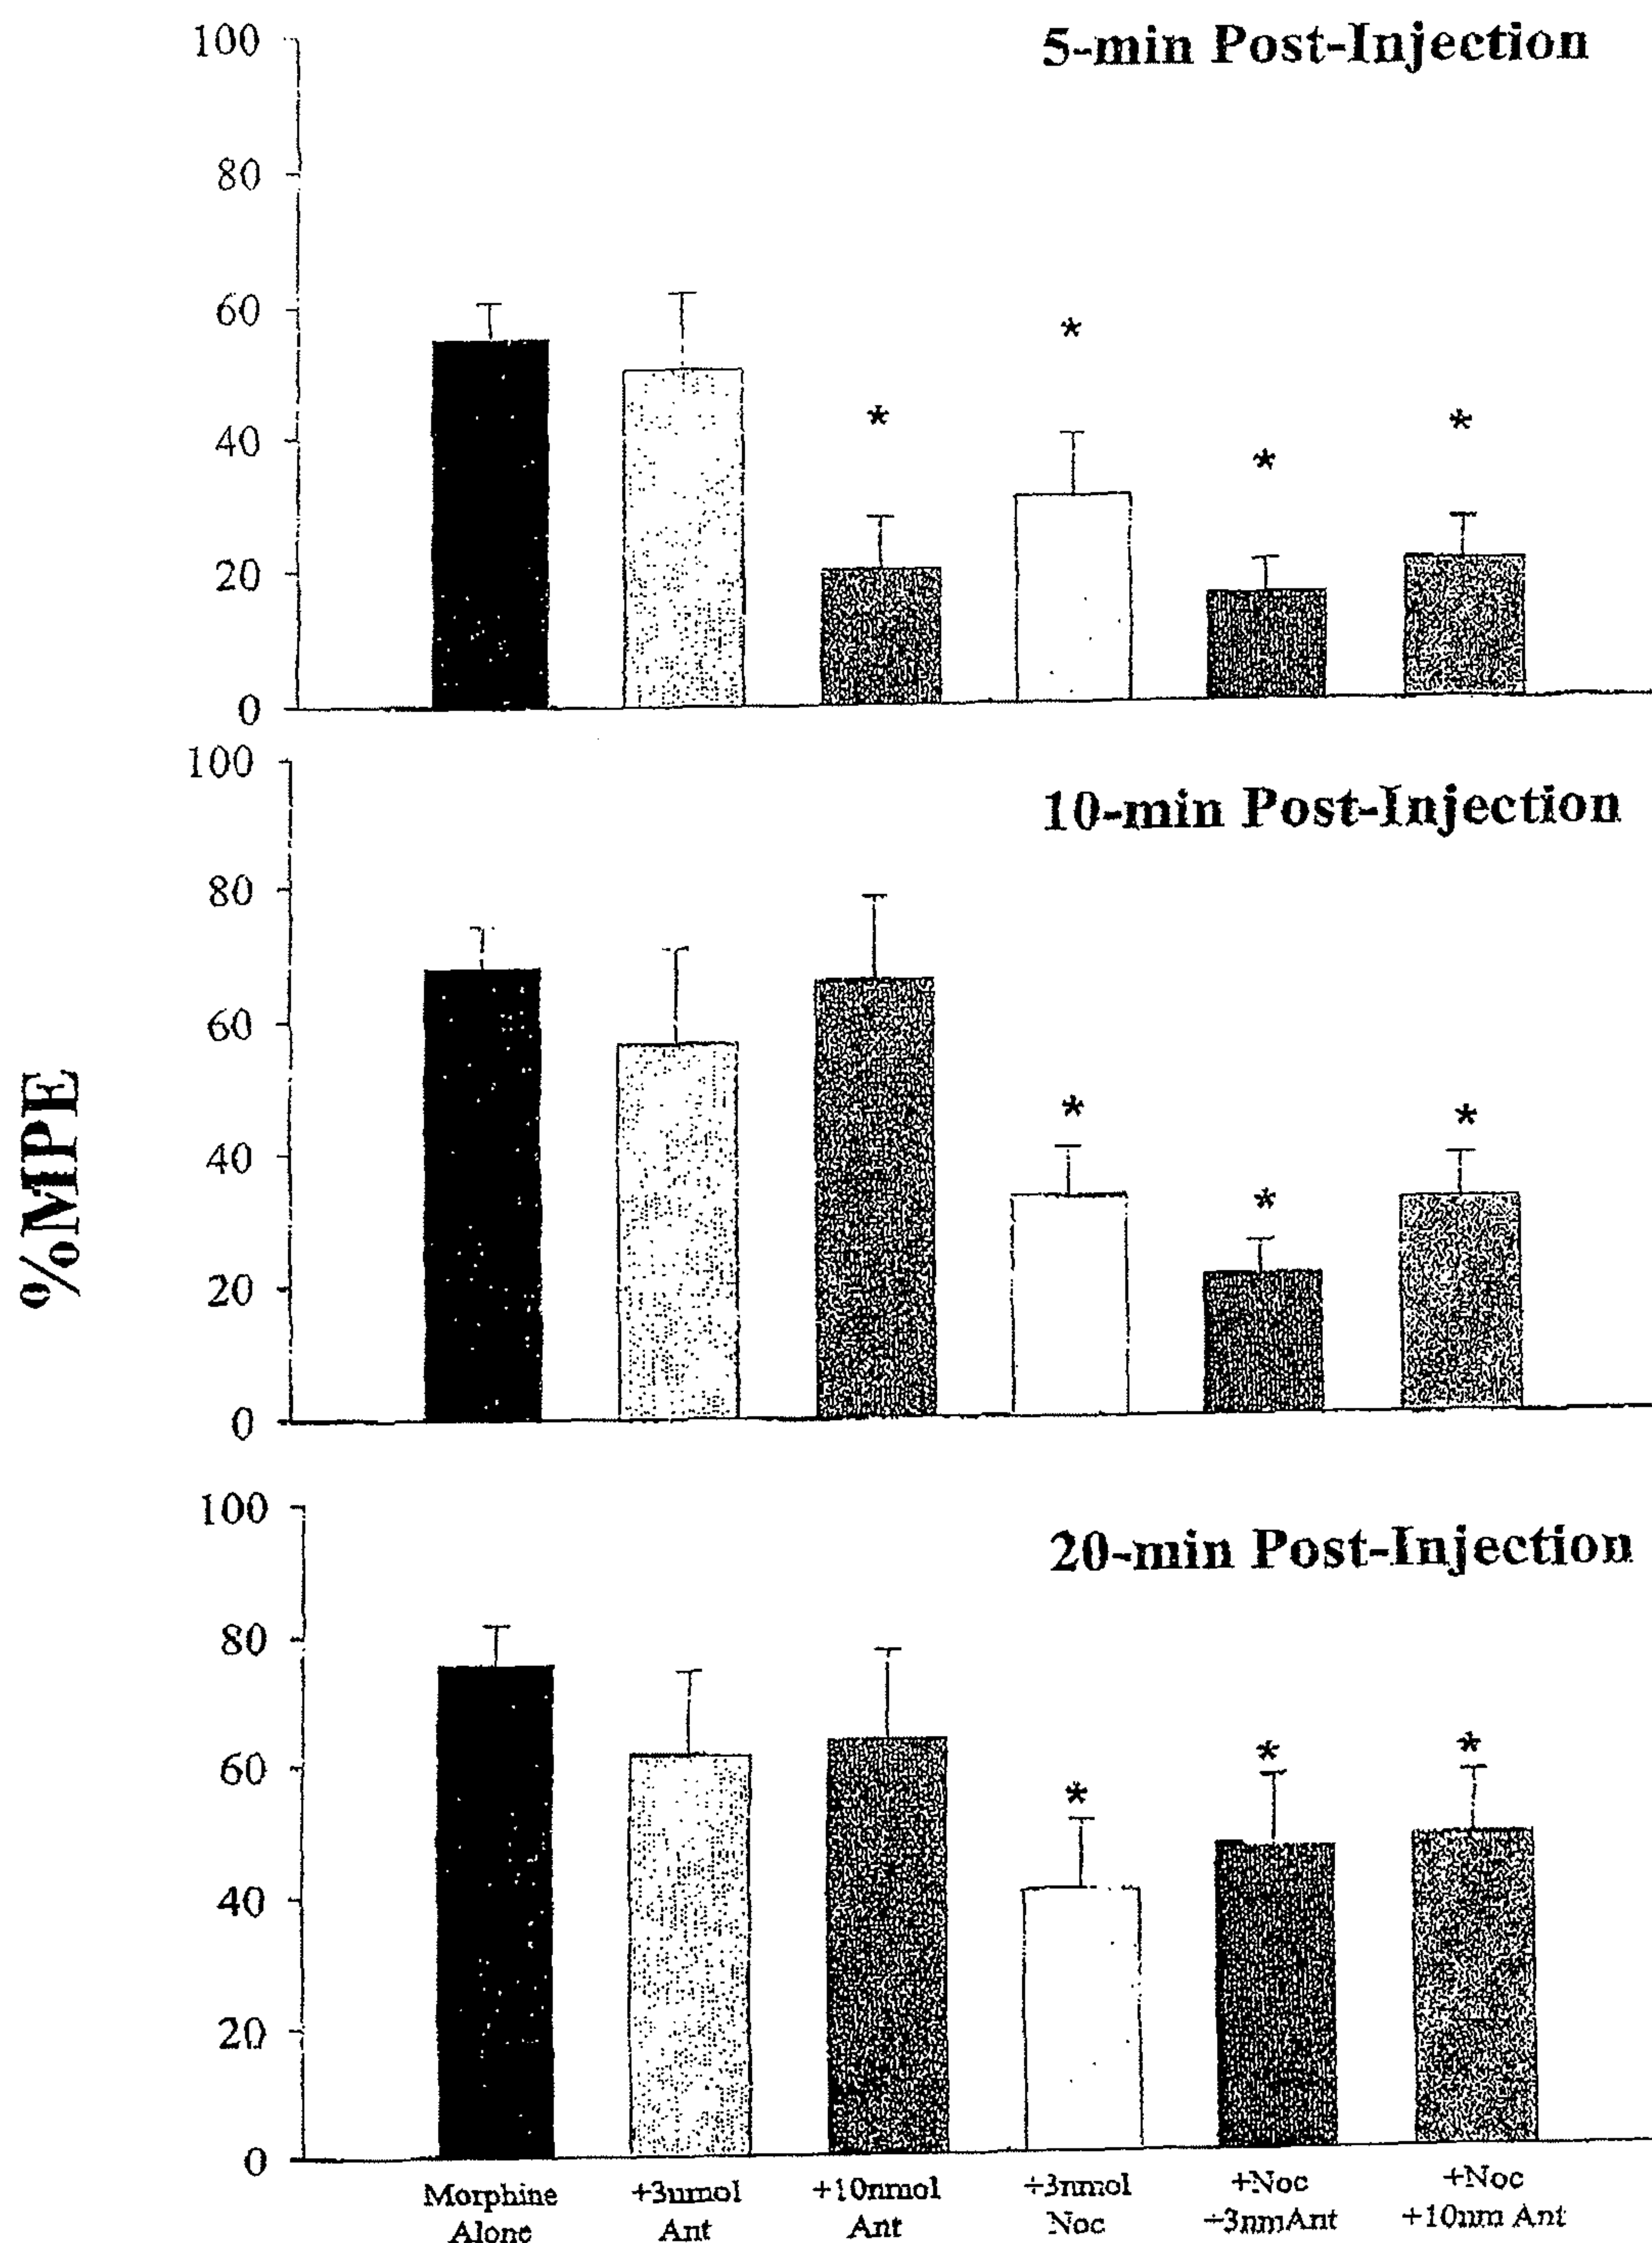 5-min Post-Injection
100
80
60
40
20
0
*
*
*
*
10-min Post-Injection
100
80
60
40
20
0
*
*
*
20-min Post-Injection
100
80
60
40
20
0
*
*
*
%MPE
Morphine
Alone
+3nmol
Ant
+10nmol
Ant
+3nmol
Noc
+Noc
+3nmAnt
+Noc
+10nm Ant